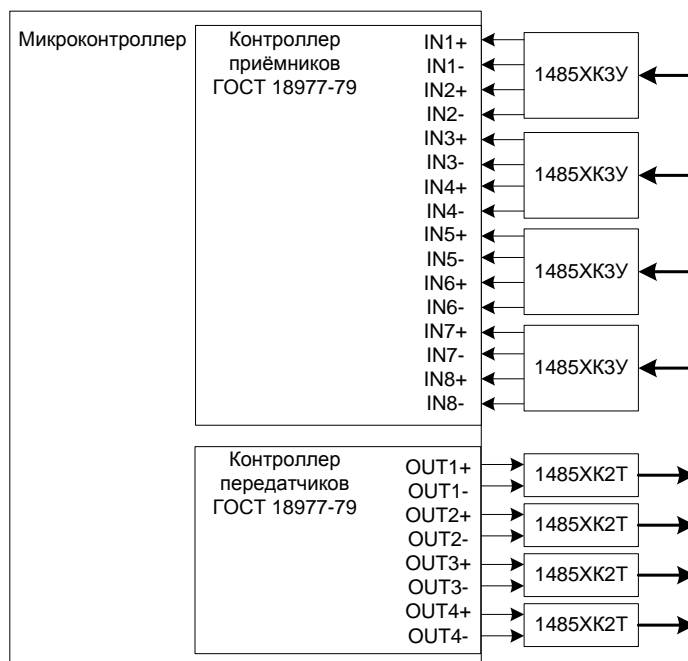 Микроконтроллер
Контроллер
приёмников
ГОСТ 18977-79
IN1+
IN1-
IN2+
IN2-
IN3+
IN3-
IN4+
IN4-
IN5+
IN5-
IN6+
IN6-
IN7+
IN7-
IN8+
IN8-
1485ХК3У
1485ХК3У
1485ХК3У
1485ХК3У
Контроллер
передатчиков
ГОСТ 18977-79
OUT1+
OUT1-
OUT2+
OUT2-
OUT3+
OUT3-
OUT4+
OUT4-
1485ХК2Т
1485ХК2Т
1485ХК2Т
1485ХК2Т